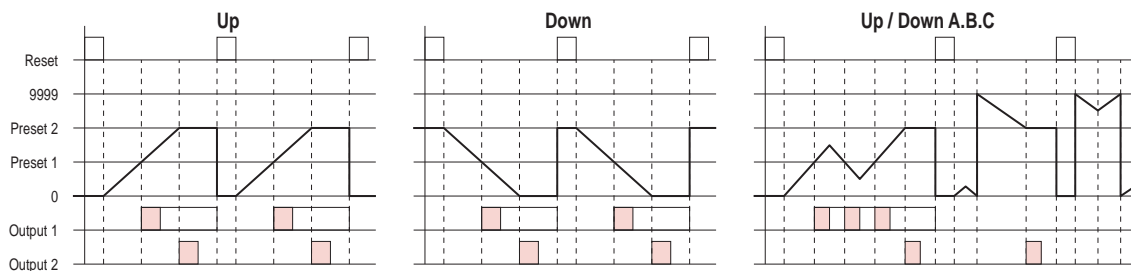 Up
Down
Up / Down A.B.C
Reset
9999
Preset 2
Preset 1
0
Output 1
Output 2